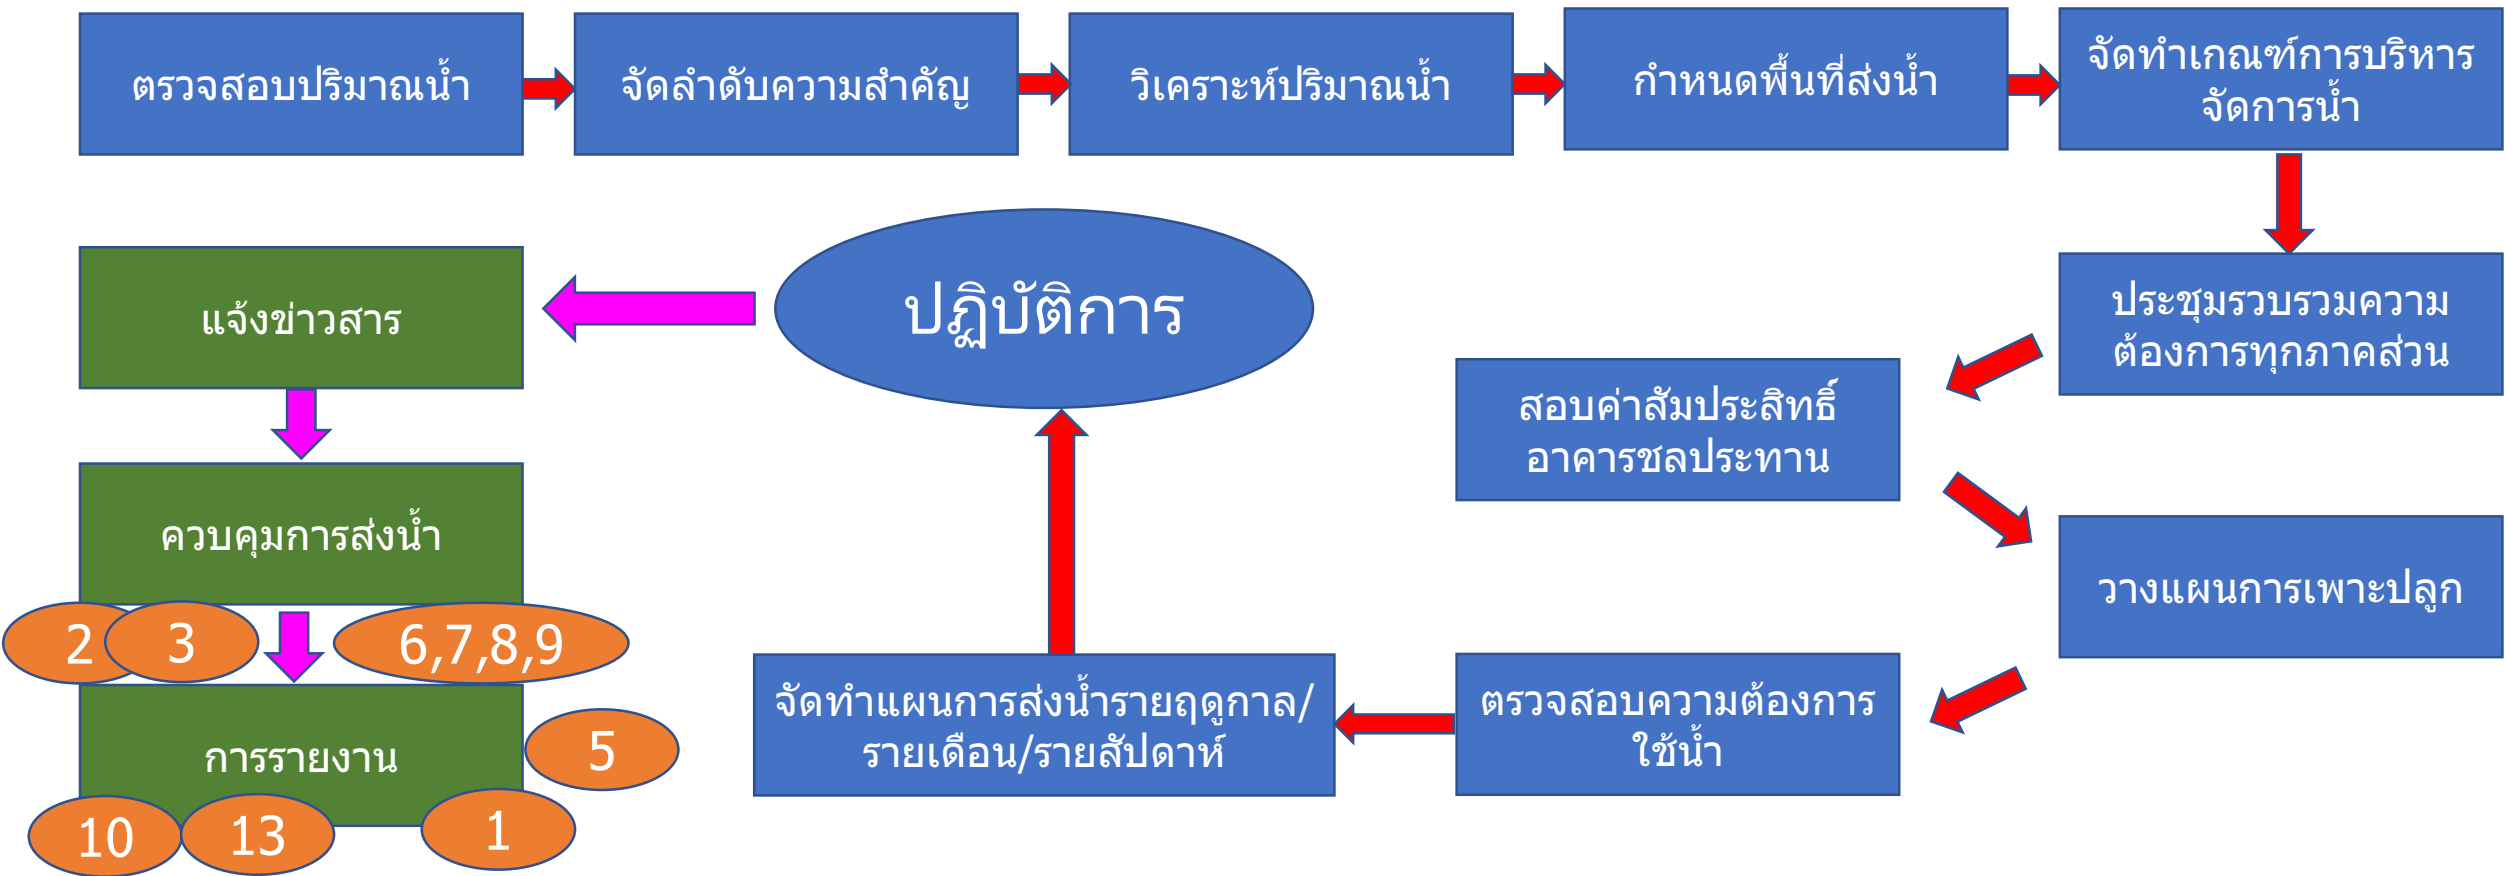 ตรวจสอบปริมาณน้ำ
จัดลำดับความสำคัญ
วิเคราะห์ปริมาณน้ำ
กำหนดพื้นที่ส่งน้ำ
จัดทำเกณฑ์การบริหาร
จัดการน้ำ
ประชุมรวบรวมความ
ต้องการทุกภาคส่วน
สอบค่าสัมประสิทธิ์
อาคารชลประทาน
วางแผนการเพาะปลูก
ตรวจสอบความต้องการ
ใช้น้ำ
จัดทำแผนการส่งน้ำรายฤดูกาล/
รายเดือน/รายสัปดาห์
ปฏิบัติการ
แจ้งข่าวสาร
ควบคุมการส่งน้ำ
2
3
6,7,8,9
การรายงาน
5
10
13
1